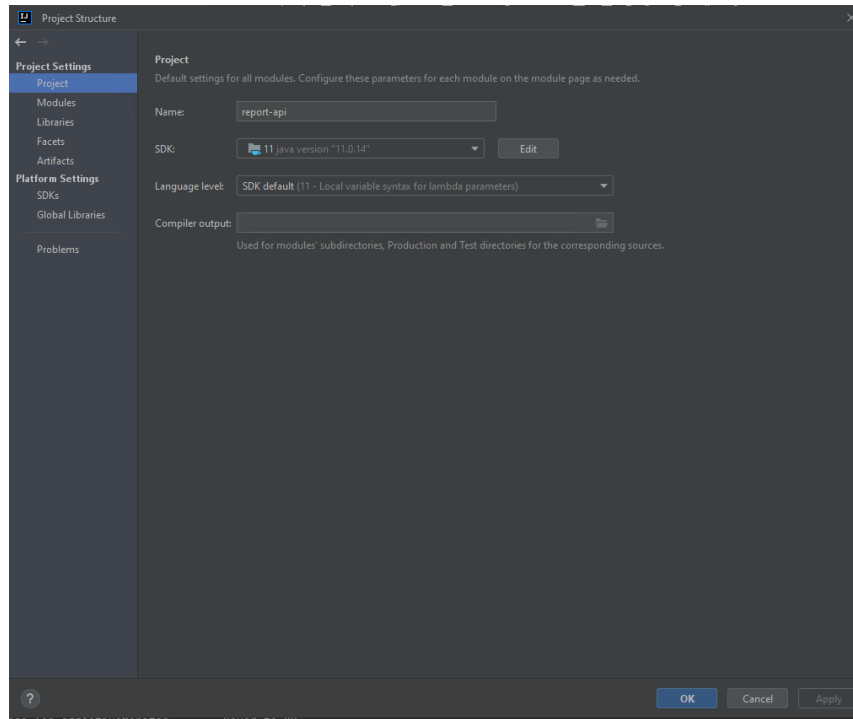 Project Structure
Project Settings
Project
Modules
Libraries
Facets
Artifacts
Platform Settings
SDKs
Global Libraries
Problems
Project
Default settings for all modules. Configure these parameters for each module on the module page as needed.
Name: report-api
SDK: 11 java version "11.0.14" Edit
Language level: SDK default (11 - Local variable syntax for lambda parameters)
Compiler output:
Used for modules' subdirectories, Production and Test directories for the corresponding sources.
? OK Cancel Apply